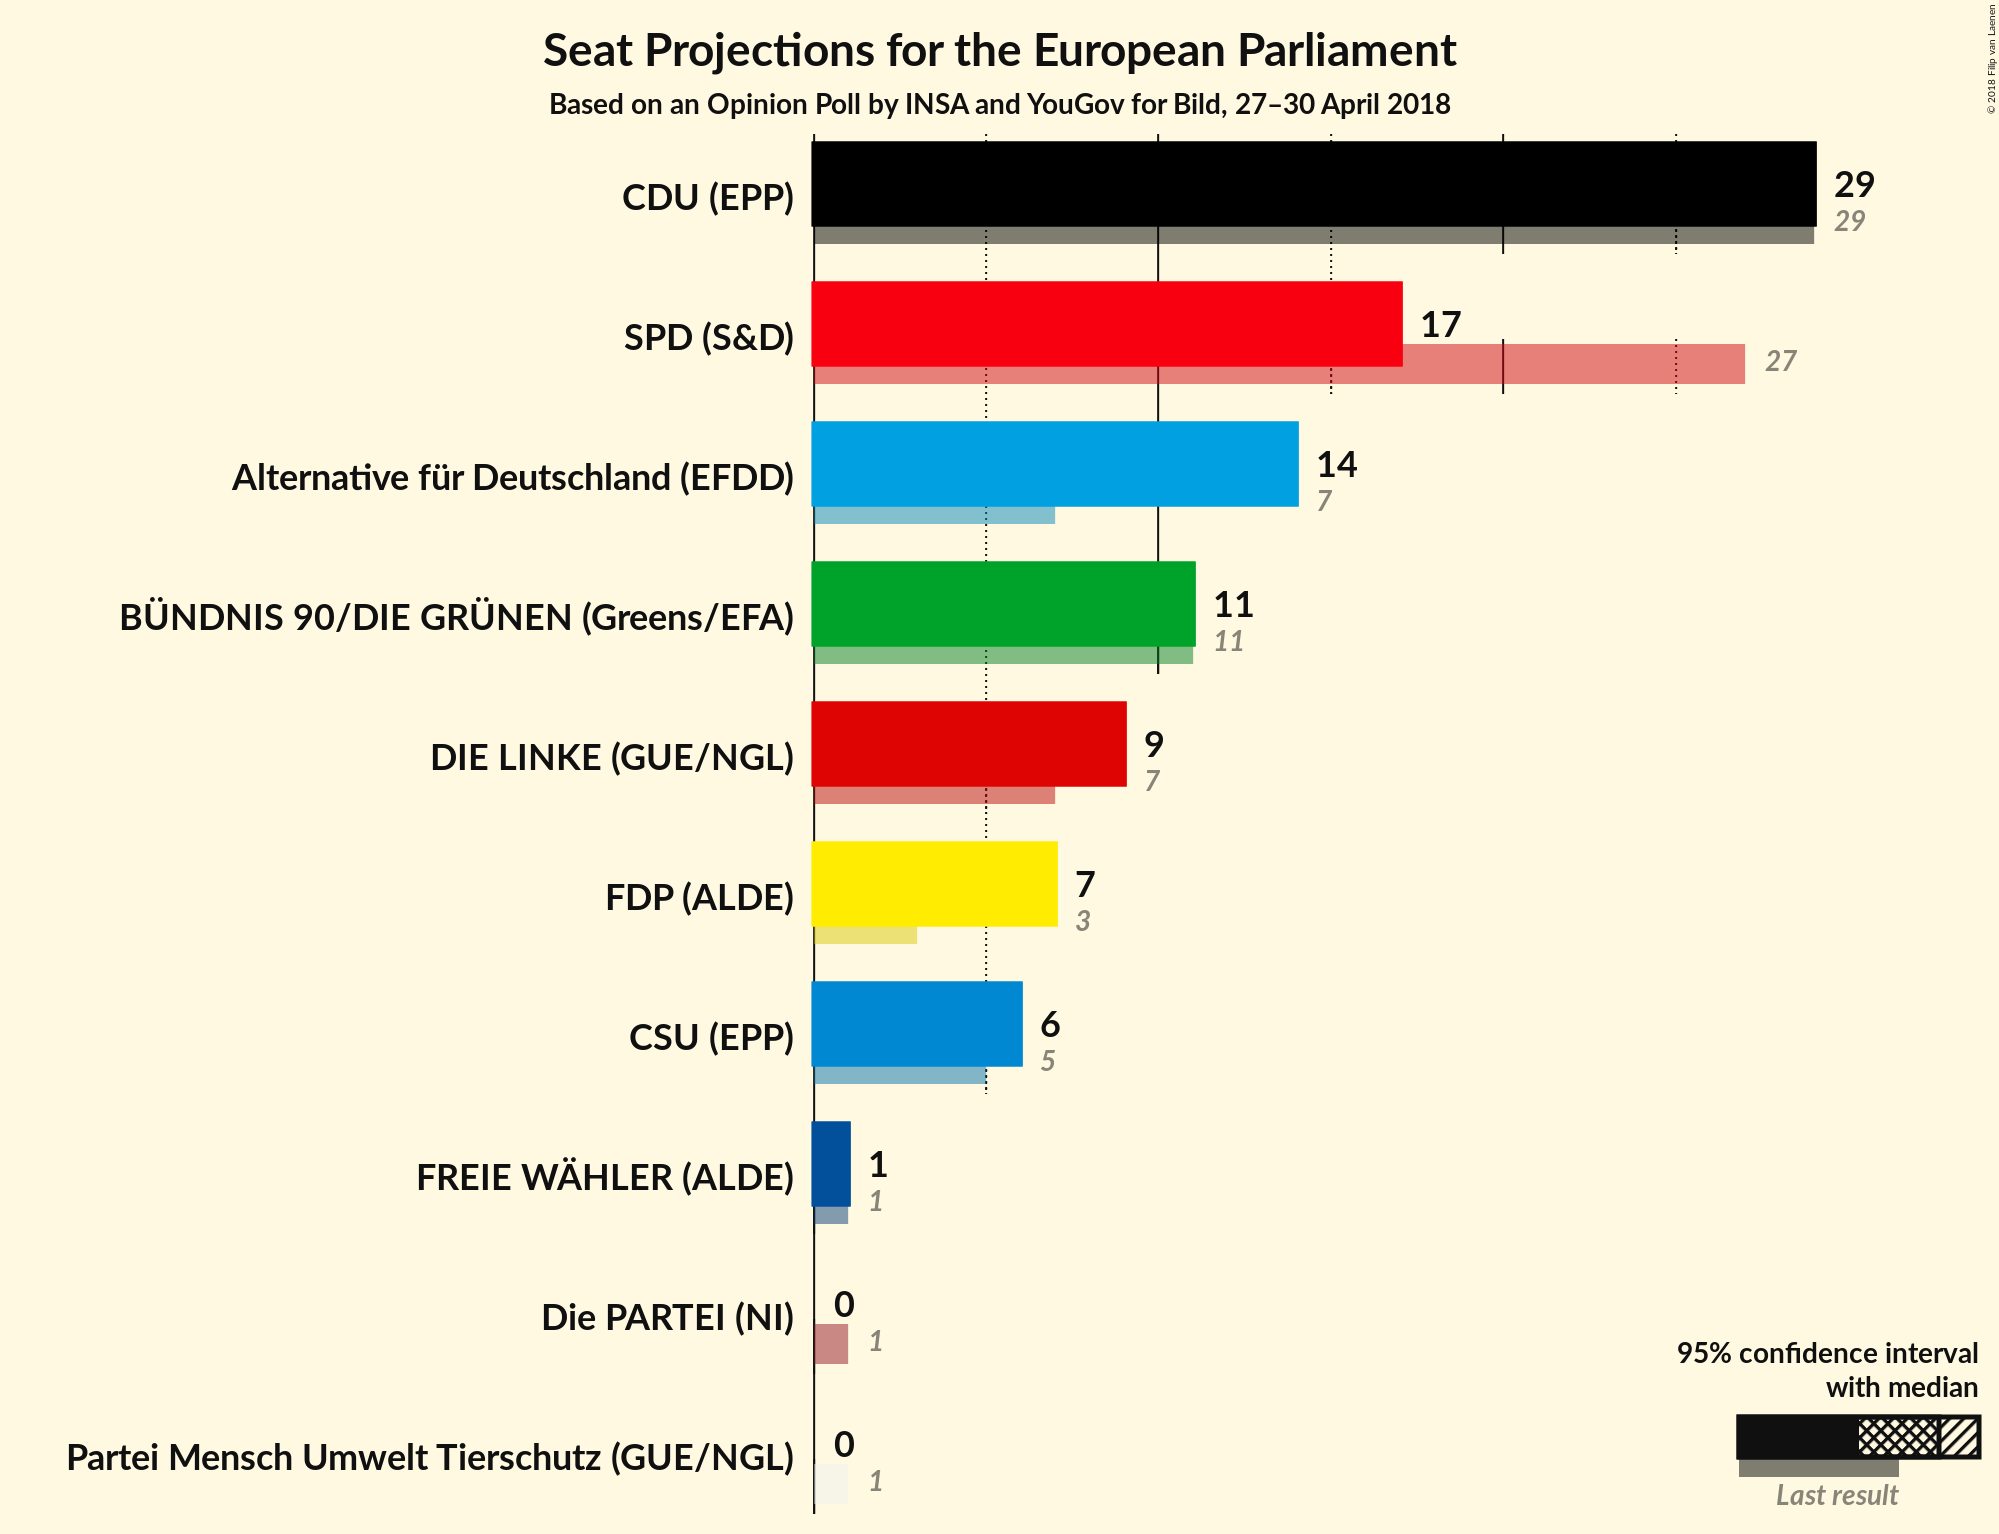 Seat Projections for the European Parliament
Based on an Opinion Poll by INSA and YouGov for Bild, 27–30 April 2018
© 2018 Filip van Laenen
CDU (EPP)
29
29
SPD (S&D)
17
27
Alternative für Deutschland (EFDD)
14
7
BÜNDNIS 90/DIE GRÜNEN (Greens/EFA)
11
11
DIE LINKE (GUE/NGL)
9
7
FDP (ALDE)
7
3
CSU (EPP)
6
5
FREIE WÄHLER (ALDE)
1
1
Die PARTEI (NI)
0
1
Partei Mensch Umwelt Tierschutz (GUE/NGL)
0
1
95% confidence interval
with median
Last result